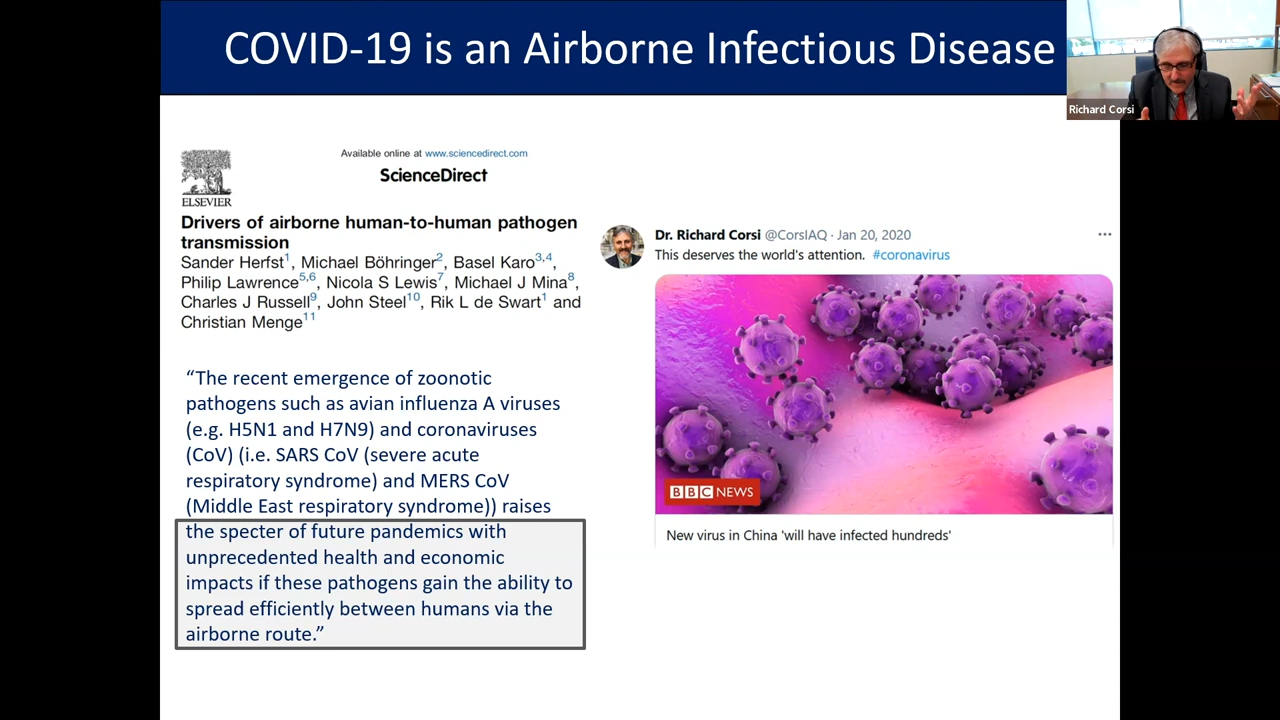 COVID-19 is an Airborne Infectious Disease
Richard Corsi
Available online at www.sciencedirect.com
ScienceDirect
ELSEVIER
Drivers of airborne human-to-human pathogen
transmission
Sander Herfst1, Michael Böhringer2, Basel Karo3,4,
Philip Lawrence5,6, Nicola S Lewis7, Michael J Mina8,
Charles J Russell9, John Steel10, Rik L de Swart1 and
Christian Menge11
“The recent emergence of zoonotic
pathogens such as avian influenza A viruses
(e.g. H5N1 and H7N9) and coronaviruses
(CoV) (i.e. SARS CoV (severe acute
respiratory syndrome) and MERS CoV
(Middle East respiratory syndrome)) raises
the specter of future pandemics with
unprecedented health and economic
impacts if these pathogens gain the ability to
spread efficiently between humans via the
airborne route.”
Dr. Richard Corsi @CorsIAQ · Jan 20, 2020
This deserves the world's attention. #coronavirus
BBC NEWS
New virus in China 'will have infected hundreds'